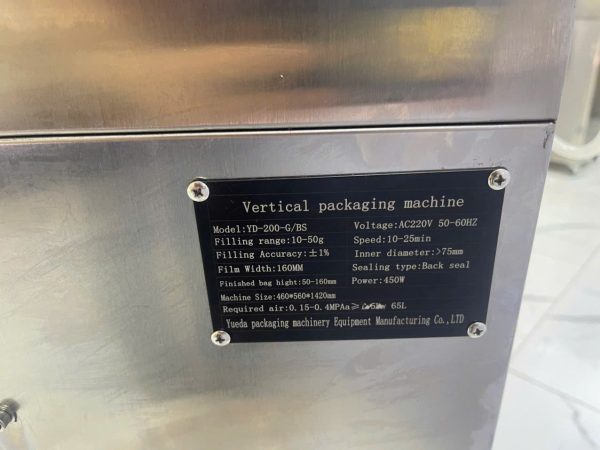 Vertical packaging machine
Model:YD-200-G/BS Voltage:AC220V 50-60HZ
Filling range:10-50g Speed:10-25min
Filling Accuracy:±1% Inner diameter:>75mm
Film Width:160MM Sealing type:Back seal
Finished bag hight:50-160mm Power:450W
Machine Size:460*560*1420mm
Required air:0.15-0.4MPAa≥ 65L
Yueda packaging machinery Equipment Manufacturing Co.,LTD